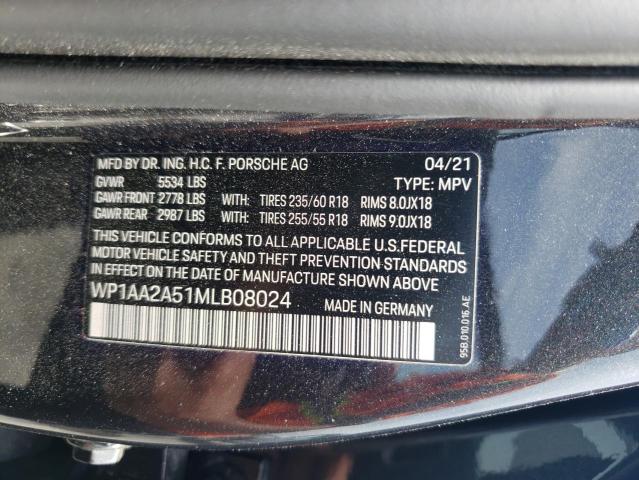 MFD BY DR. ING. H.C. F. PORSCHE AG 04/21
GVWR 5534 LBS TYPE: MPV
GAWR FRONT 2778 LBS WITH: TIRES 235/60 R18 RIMS 8.0JX18
GAWR REAR 2987 LBS WITH: TIRES 255/55 R18 RIMS 9.0JX18
THIS VEHICLE CONFORMS TO ALL APPLICABLE U.S.FEDERAL
MOTOR VEHICLE SAFETY AND THEFT PREVENTION STANDARDS
IN EFFECT ON THE DATE OF MANUFACTURE SHOWN ABOVE
WP1AA2A51MLB08024 MADE IN GERMANY
95B.010.016.AE